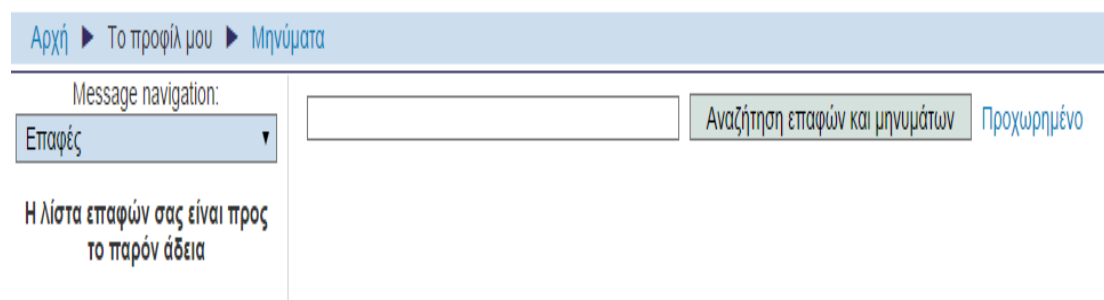 Αρχή ▶ Το προφίλ μου ▶ Μηνύματα
Message navigation:
Επαφές
Η λίστα επαφών σας είναι προς
το παρόν άδεια
Αναζήτηση επαφών και μηνυμάτων Προχωρημένο